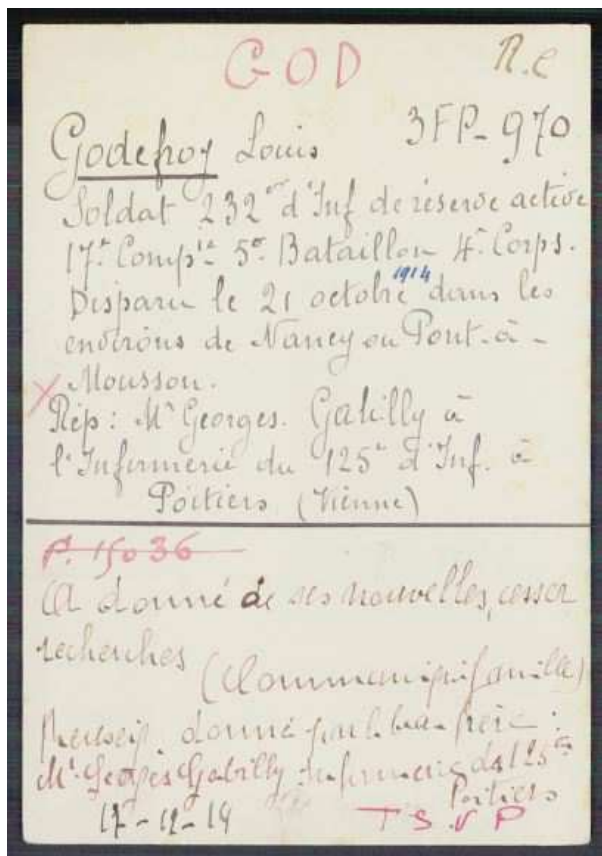 GOD R.C
Godefroy Louis 3FP-970
Soldat 232e d'Inf de réserve active
17e Compie 5e Bataillon 4e Corps.
Disparu le 21 octobre 1914 dans les
environs de Nancy ou Pont-à-
Mousson.
X
Rép: Mr Georges. Gabilly à
l'Infirmerie du 125e d'Inf. à
Poitiers (Vienne)
P. 15036
A donné de ses nouvelles, cesser
recherches
(Communiqué famille)
Renseig. donné par le beau-frère:
Mr. Georges Gabilly infirmerie du 125e
Poitiers
17-12-14 T S V P